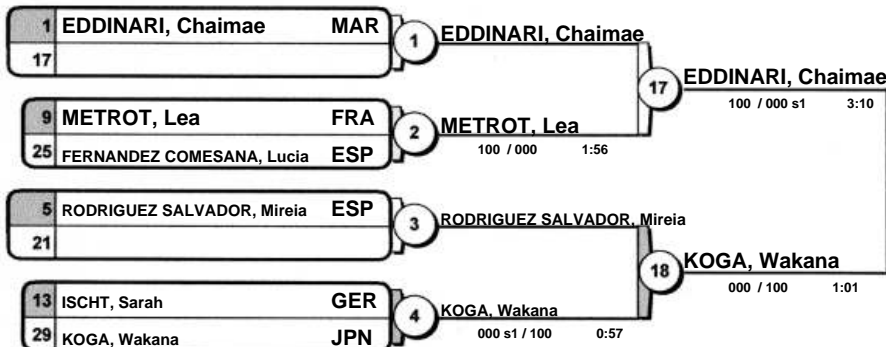 1 EDDINARI, Chaimae MAR
17
1 EDDINARI, Chaimae
9 METROT, Lea FRA
25 FERNANDEZ COMESANA, Lucia ESP
2 METROT, Lea
100 / 000 1:56
17 EDDINARI, Chaimae
100 / 000 s1 3:10
5 RODRIGUEZ SALVADOR, Mireia ESP
21
3 RODRIGUEZ SALVADOR, Mireia
13 ISCHT, Sarah GER
29 KOGA, Wakana JPN
4 KOGA, Wakana
000 s1 / 100 0:57
18 KOGA, Wakana
000 / 100 1:01